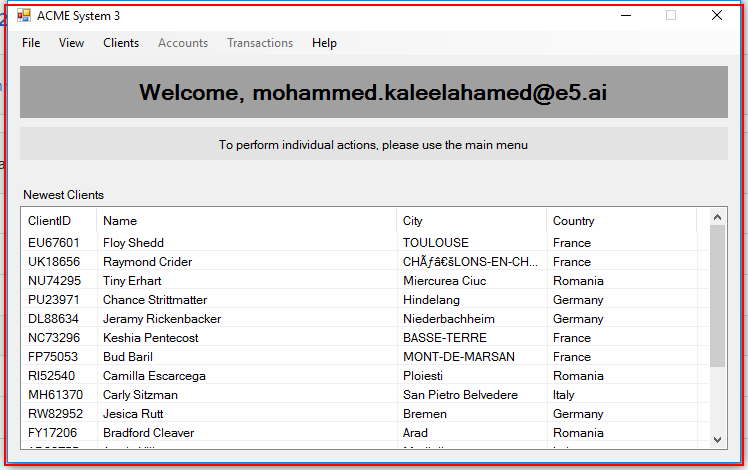 ACME System 3
File View Clients Accounts Transactions Help
Welcome, mohammed.kaleelahamed@e5.ai
To perform individual actions, please use the main menu
Newest Clients
ClientID Name City Country
EU67601 Floy Shedd TOULOUSE France
UK18656 Raymond Crider CHÃƒâ€šLONS-EN-CH... France
NU74295 Tiny Erhart Miercurea Ciuc Romania
PU23971 Chance Strittmatter Hindelang Germany
DL88634 Jeramy Rickenbacker Niederbachheim Germany
NC73296 Keshia Pentecost BASSE-TERRE France
FP75053 Bud Baril MONT-DE-MARSAN France
RI52540 Camilla Escarcega Ploiesti Romania
MH61370 Carly Sitzman San Pietro Belvedere Italy
RW82952 Jesica Rutt Bremen Germany
FY17206 Bradford Cleaver Arad Romania